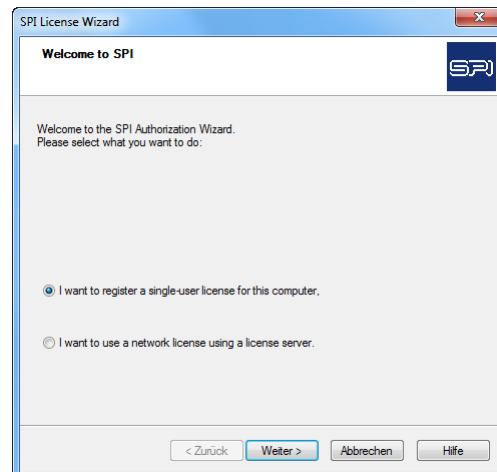 SPI License Wizard
Welcome to SPI
SPI
Welcome to the SPI Authorization Wizard.
Please select what you want to do:
I want to register a single-user license for this computer,
I want to use a network license using a license server.
< Zurück
Weiter >
Abbrechen
Hilfe